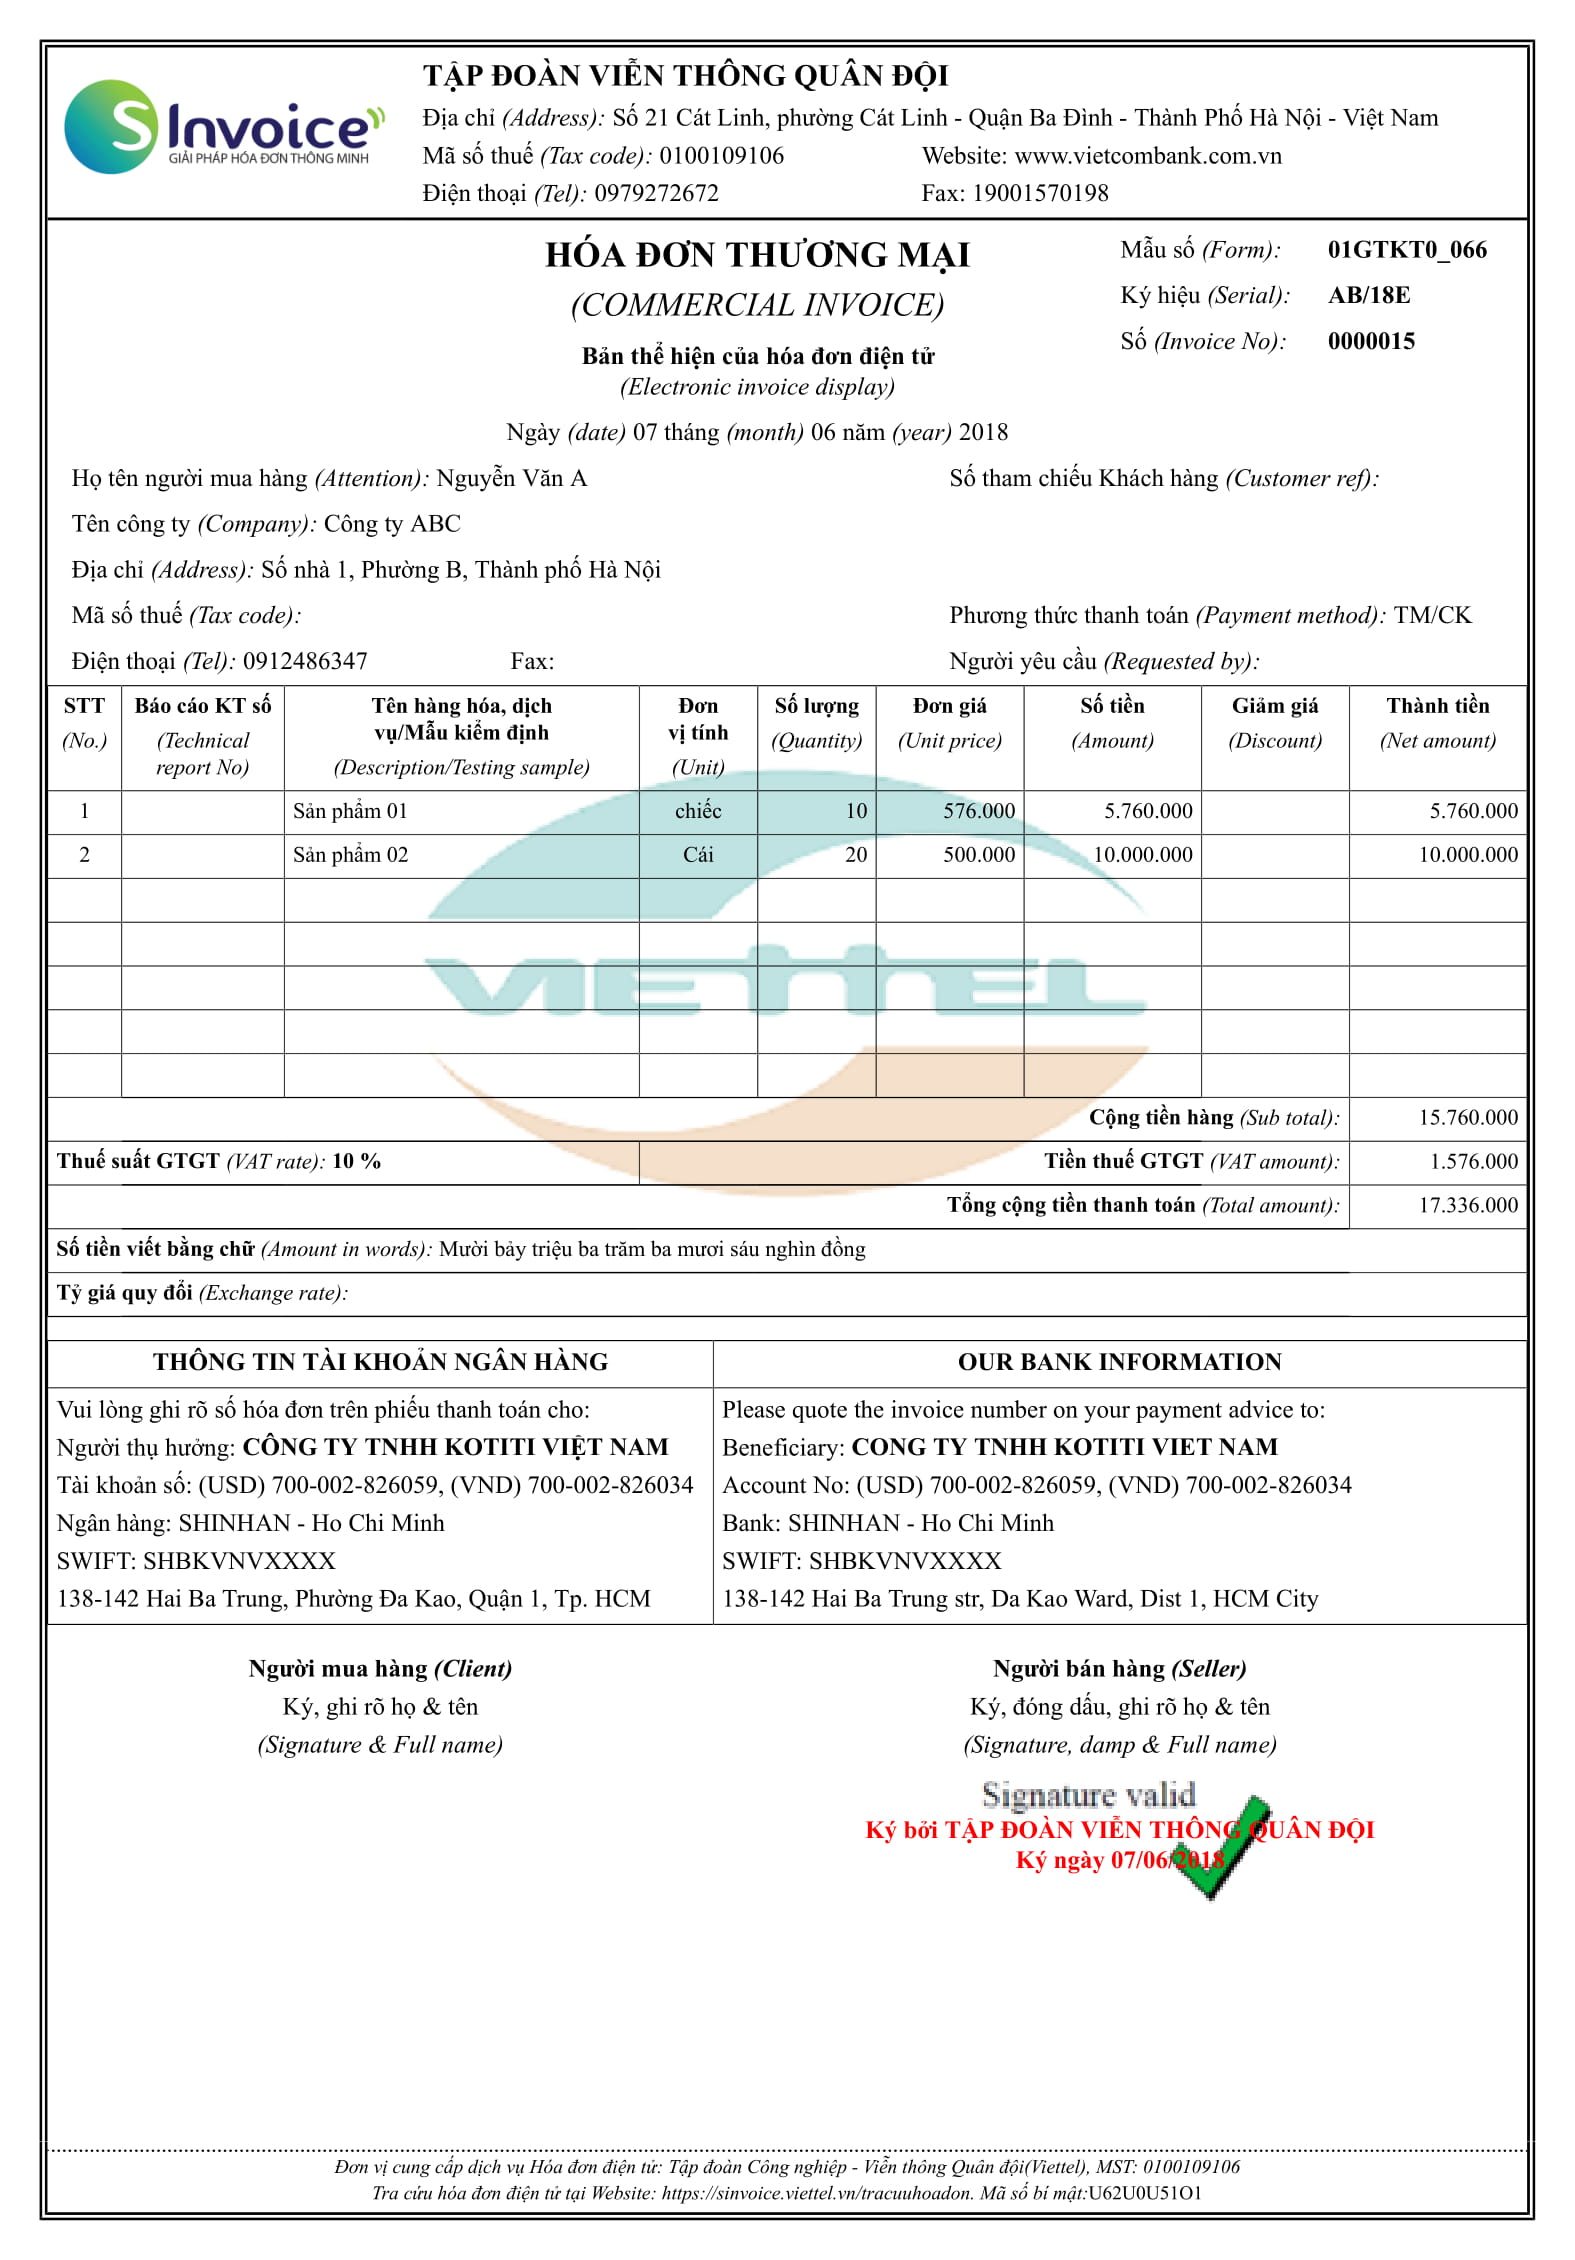 S Invoice
GIẢI PHÁP HÓA ĐƠN THÔNG MINH
TẬP ĐOÀN VIỄN THÔNG QUÂN ĐỘI
Địa chỉ (Address): Số 21 Cát Linh, phường Cát Linh - Quận Ba Đình - Thành Phố Hà Nội - Việt Nam
Mã số thuế (Tax code): 0100109106 Website: www.vietcombank.com.vn
Điện thoại (Tel): 0979272672 Fax: 19001570198
HÓA ĐƠN THƯƠNG MẠI
(COMMERCIAL INVOICE)
Bản thể hiện của hóa đơn điện tử
(Electronic invoice display)
Ngày (date) 07 tháng (month) 06 năm (year) 2018
Mẫu số (Form): 01GTKT0_066
Ký hiệu (Serial): AB/18E
Số (Invoice No): 0000015
Họ tên người mua hàng (Attention): Nguyễn Văn A Số tham chiếu Khách hàng (Customer ref):
Tên công ty (Company): Công ty ABC
Địa chỉ (Address): Số nhà 1, Phường B, Thành phố Hà Nội
Mã số thuế (Tax code): Phương thức thanh toán (Payment method): TM/CK
Điện thoại (Tel): 0912486347 Fax: Người yêu cầu (Requested by):
STT Báo cáo KT số Tên hàng hóa, dịch Đơn Số lượng Đơn giá Số tiền Giảm giá Thành tiền
vụ/Mẫu kiểm định vị tính
(No.) (Technical (Quantity) (Unit price) (Amount) (Discount) (Net amount)
report No) (Description/Testing sample) (Unit)
1 Sản phẩm 01 chiếc 10 576.000 5.760.000 5.760.000
2 Sản phẩm 02 Cái 20 500.000 10.000.000 10.000.000
VIETTEL
Cộng tiền hàng (Sub total): 15.760.000
Thuế suất GTGT (VAT rate): 10 % Tiền thuế GTGT (VAT amount): 1.576.000
Tổng cộng tiền thanh toán (Total amount): 17.336.000
Số tiền viết bằng chữ (Amount in words): Mười bảy triệu ba trăm ba mươi sáu nghìn đồng
Tỷ giá quy đổi (Exchange rate):
THÔNG TIN TÀI KHOẢN NGÂN HÀNG
Vui lòng ghi rõ số hóa đơn trên phiếu thanh toán cho:
Người thụ hưởng: CÔNG TY TNHH KOTITI VIỆT NAM
Tài khoản số: (USD) 700-002-826059, (VND) 700-002-826034
Ngân hàng: SHINHAN - Ho Chi Minh
SWIFT: SHBKVNVXXXX
138-142 Hai Ba Trung, Phường Đa Kao, Quận 1, Tp. HCM
OUR BANK INFORMATION
Please quote the invoice number on your payment advice to:
Beneficiary: CONG TY TNHH KOTITI VIET NAM
Account No: (USD) 700-002-826059, (VND) 700-002-826034
Bank: SHINHAN - Ho Chi Minh
SWIFT: SHBKVNVXXXX
138-142 Hai Ba Trung str, Da Kao Ward, Dist 1, HCM City
Người mua hàng (Client)
Ký, ghi rõ họ & tên
(Signature & Full name)
Người bán hàng (Seller)
Ký, đóng dấu, ghi rõ họ & tên
(Signature, damp & Full name)
Signature valid
Ký bởi TẬP ĐOÀN VIỄN THÔNG QUÂN ĐỘI
Ký ngày 07/06/2018
Đơn vị cung cấp dịch vụ Hóa đơn điện tử: Tập đoàn Công nghiệp - Viễn thông Quân đội(Viettel), MST: 0100109106
Tra cứu hóa đơn điện tử tại Website: https://sinvoice.viettel.vn/tracuuhoadon. Mã số bí mật:U62U0U51O1